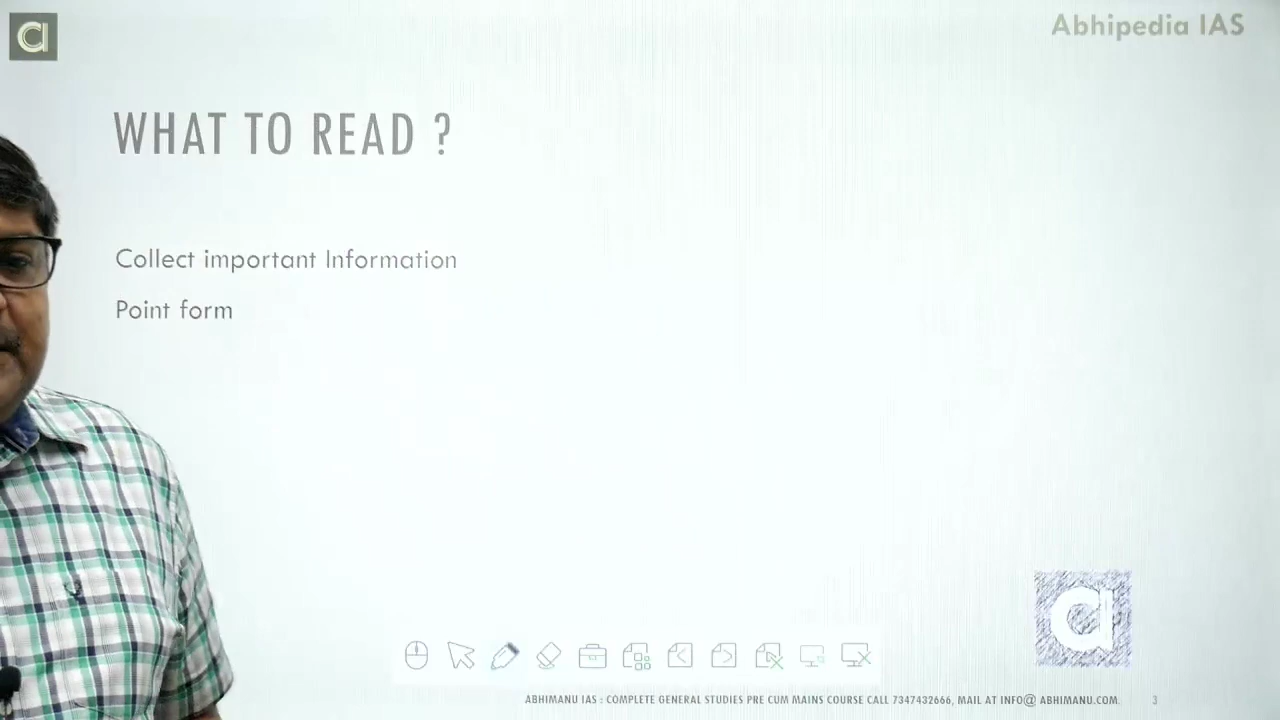 Abhipedia IAS
WHAT TO READ ?
Collect important Information
Point form
ABHIMANU IAS : COMPLETE GENERAL STUDIES PRE CUM MAINS COURSE CALL 7347432666, MAIL AT INFO@ ABHIMANU.COM.
3